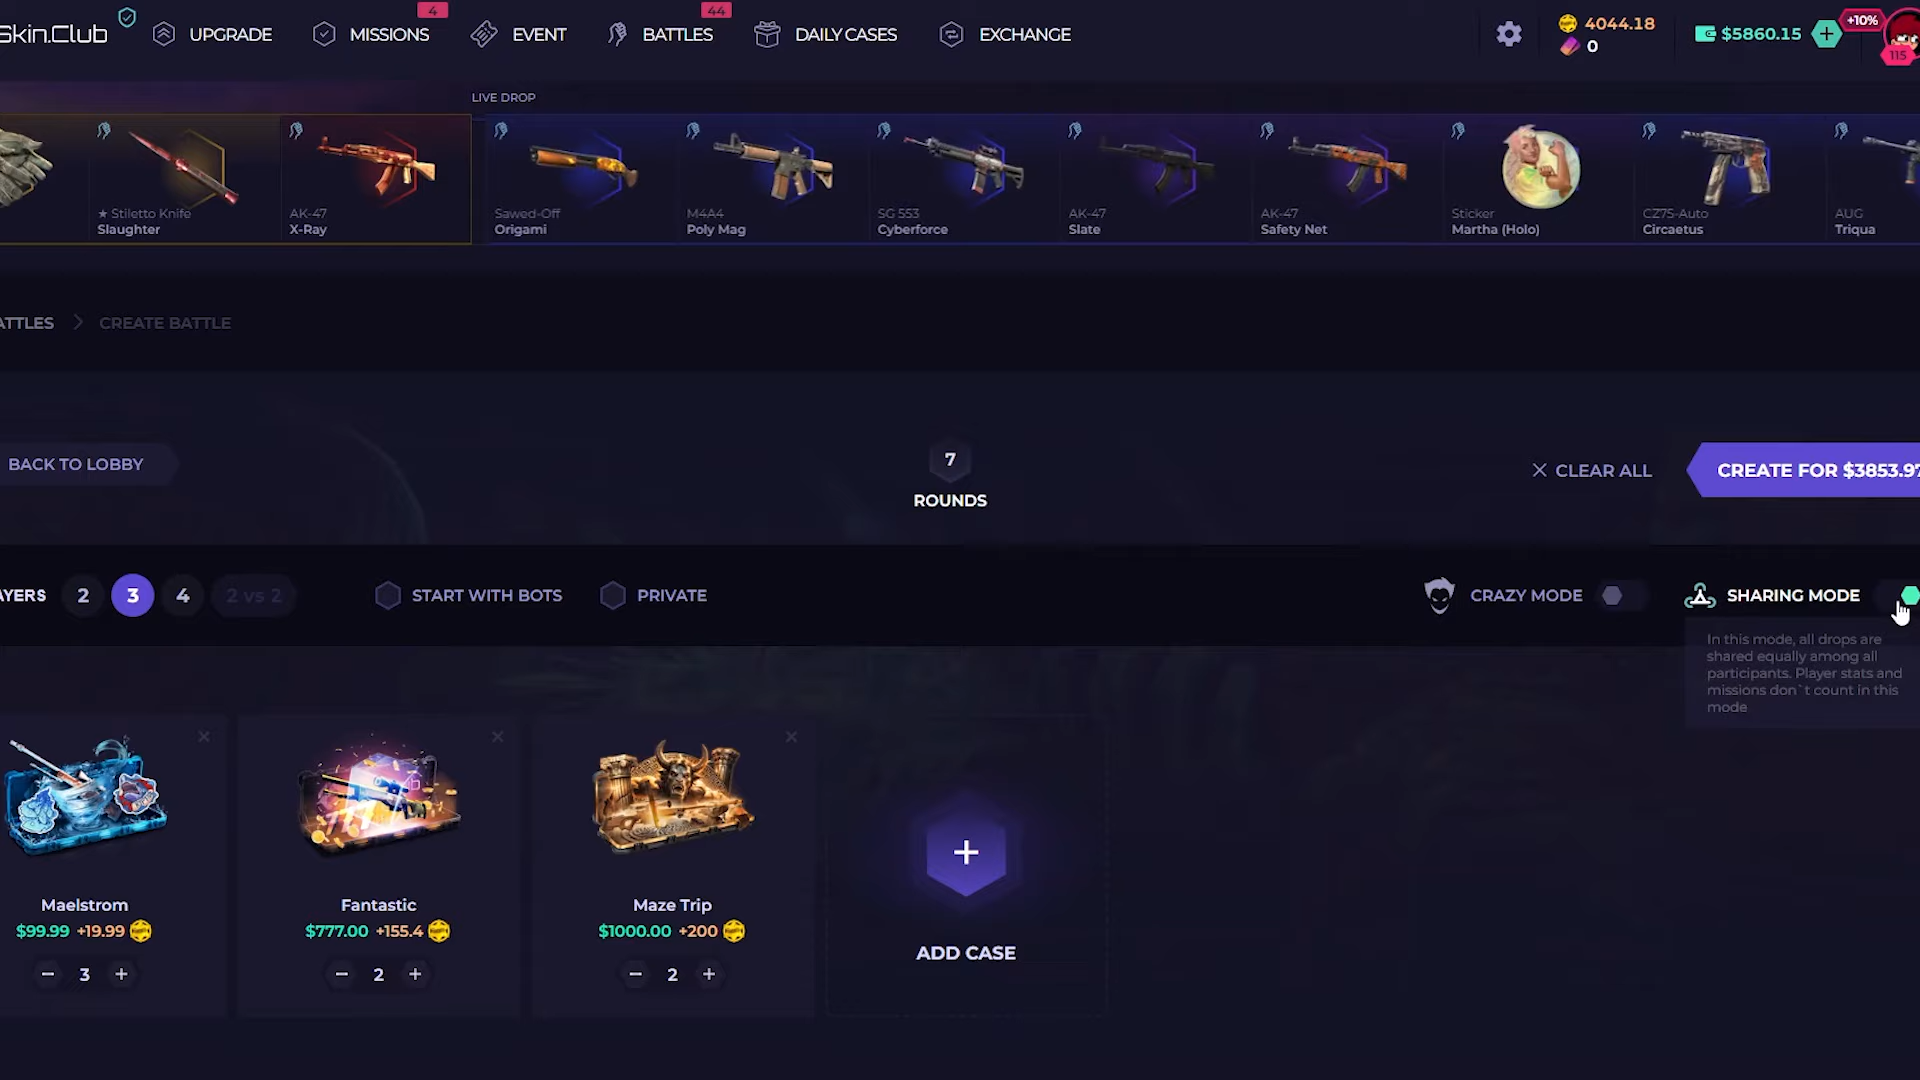 Skin.Club
UPGRADE
MISSIONS
4
EVENT
BATTLES
44
DAILY CASES
EXCHANGE
4044.18
0
$5860.15
+10%
115
LIVE DROP
★ Stiletto Knife
Slaughter
AK-47
X-Ray
Sawed-Off
Origami
M4A4
Poly Mag
SG 553
Cyberforce
AK-47
Slate
AK-47
Safety Net
Sticker
Martha (Holo)
CZ75-Auto
Circaetus
AUG
Triqua
ATTLES
CREATE BATTLE
BACK TO LOBBY
7
ROUNDS
CLEAR ALL
CREATE FOR $3853.97
AYERS
2
3
4
2 vs 2
START WITH BOTS
PRIVATE
CRAZY MODE
SHARING MODE
In this mode, all drops are
shared equally among all
participants. Player stats and
missions don`t count in this
mode
Maelstrom
$99.99 +19.99
3
Fantastic
$777.00 +155.4
2
Maze Trip
$1000.00 +200
2
ADD CASE